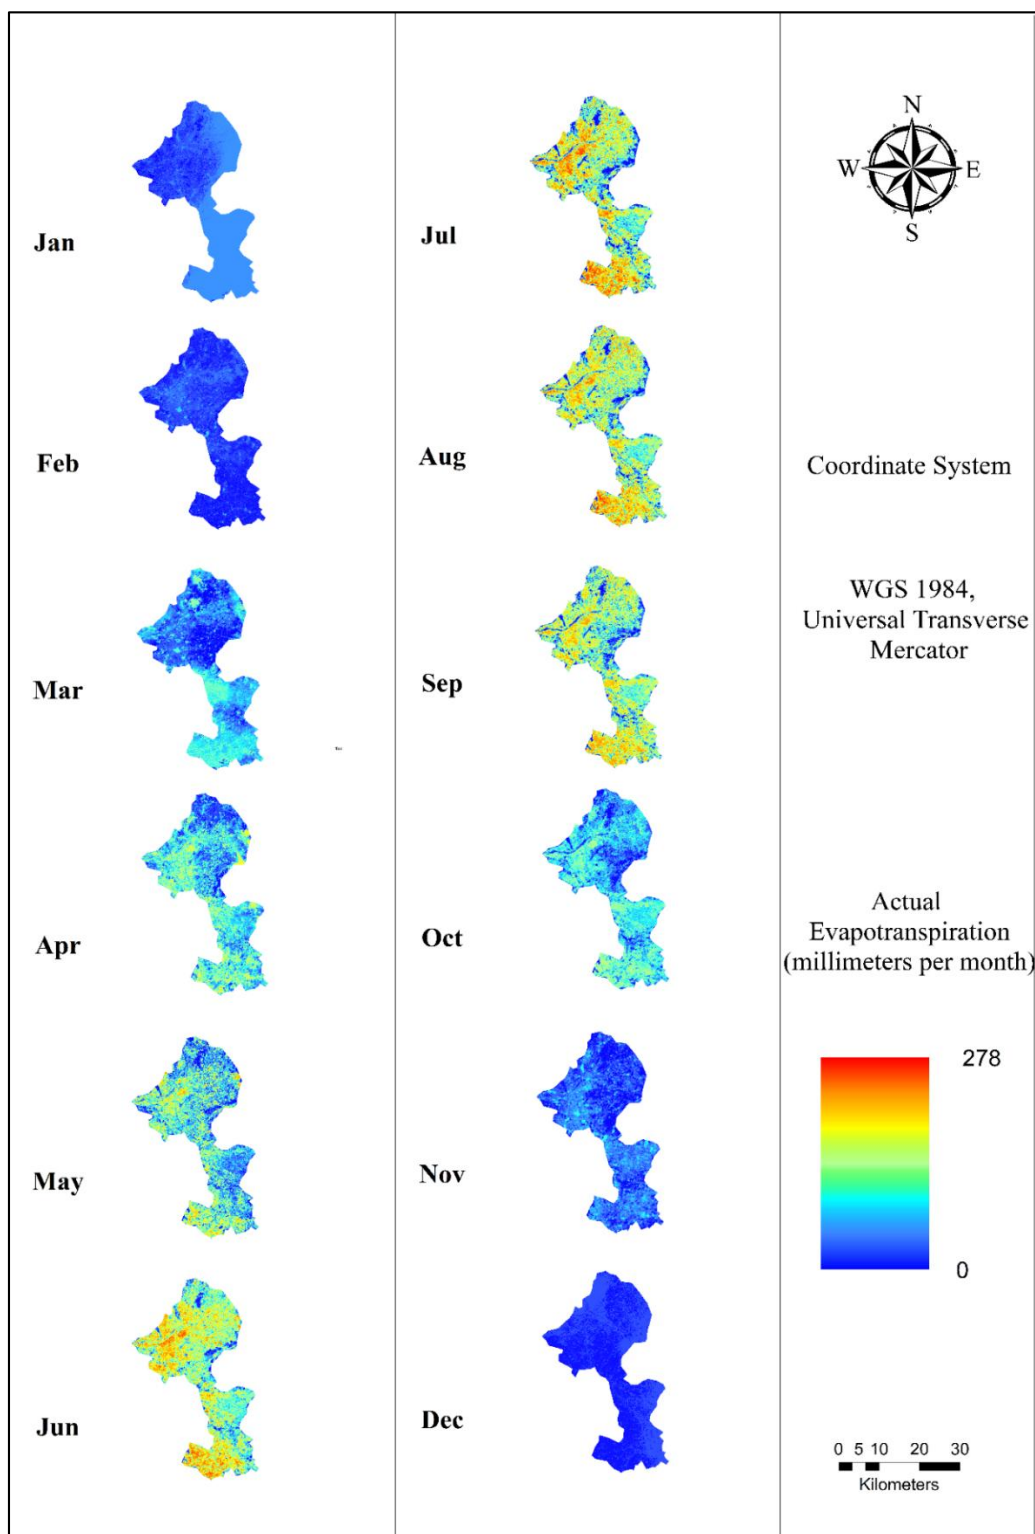 Jan
Feb
Mar
Apr
May
Jun
Jul
Aug
Sep
Oct
Nov
Dec
N
W E
S
Coordinate System
WGS 1984,
Universal Transverse
Mercator
Actual
Evapotranspiration
(millimeters per month)
278
0
0 5 10 20 30
Kilometers